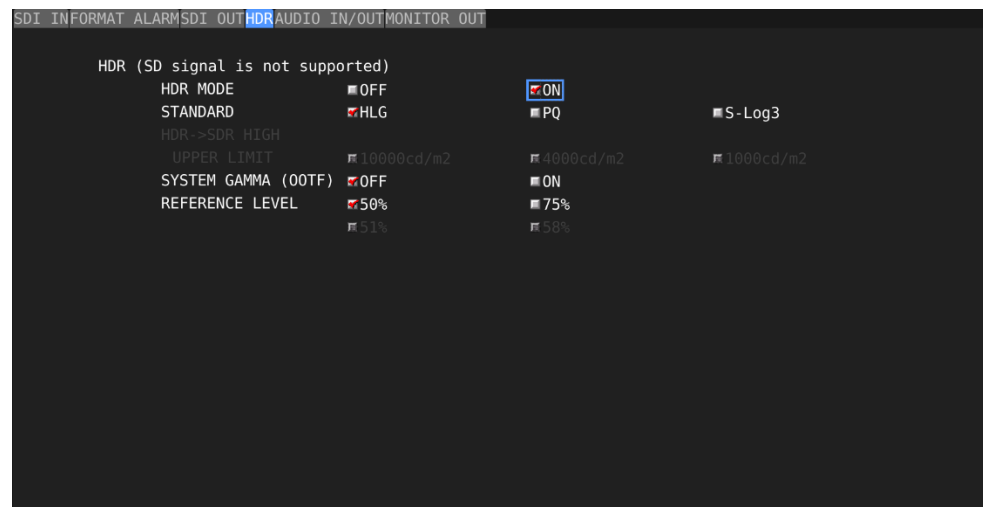 SDI IN FORMAT ALARM SDI OUT HDR AUDIO IN/OUT MONITOR OUT
HDR (SD signal is not supported)
HDR MODE OFF ON
STANDARD HLG PQ S-Log3
HDR->SDR HIGH
UPPER LIMIT 10000cd/m2 4000cd/m2 1000cd/m2
SYSTEM GAMMA (OOTF) OFF ON
REFERENCE LEVEL 50% 75%
51% 58%